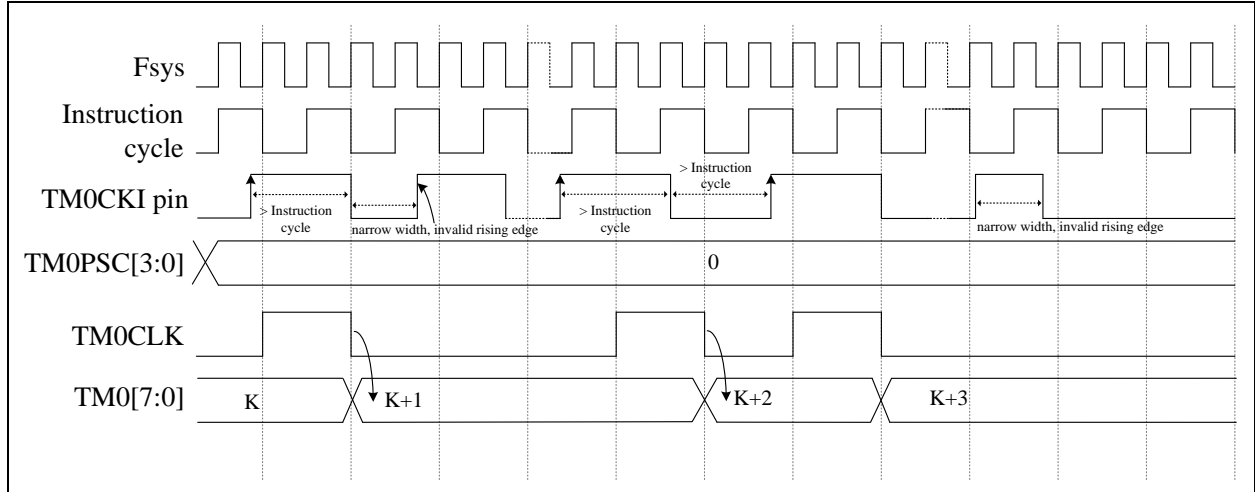 Fsys
Instruction
cycle
> Instruction
cycle
TM0CKI pin
> Instruction
cycle
> Instruction
cycle
narrow width, invalid rising edge
narrow width, invalid rising edge
TM0PSC[3:0]
0
TM0CLK
TM0[7:0]
K
K+1
K+2
K+3